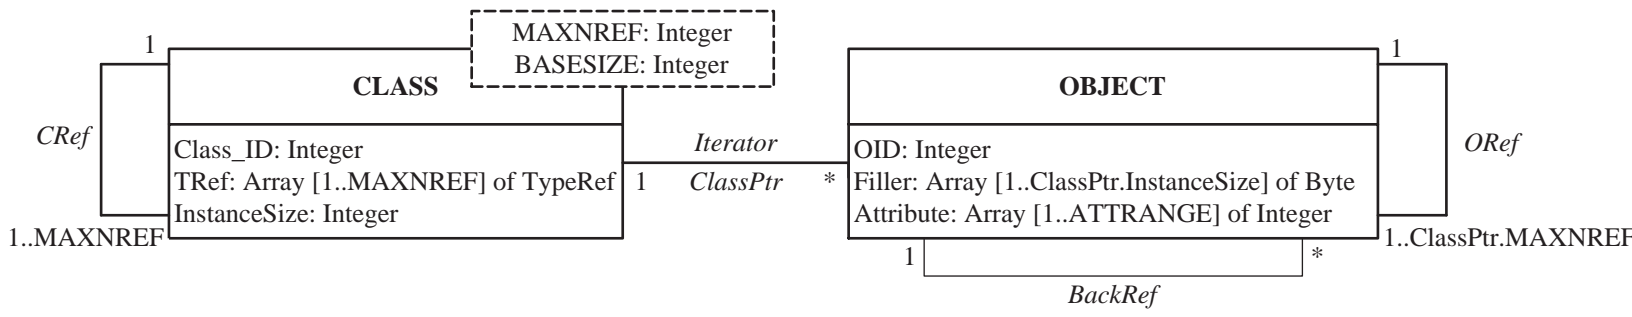 MAXNREF: Integer
BASESIZE: Integer
1
CLASS
CRef
Class_ID: Integer
TRef: Array [1..MAXNREF] of TypeRef
InstanceSize: Integer
1..MAXNREF
Iterator
ClassPtr
1
*
1
OBJECT
ORef
OID: Integer
Filler: Array [1..ClassPtr.InstanceSize] of Byte
Attribute: Array [1..ATTRANGE] of Integer
1..ClassPtr.MAXNREF
1
*
BackRef